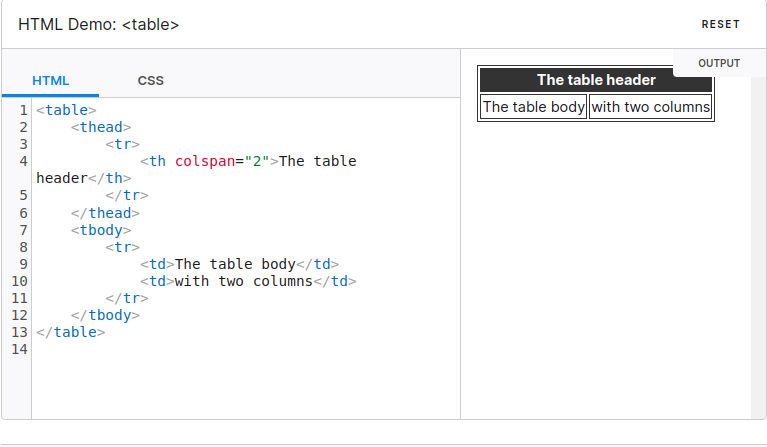 HTML Demo: <table>
RESET
HTML
CSS
1 <table>
2     <thead>
3         <tr>
4             <th colspan="2">The table
header</th>
5         </tr>
6     </thead>
7     <tbody>
8         <tr>
9             <td>The table body</td>
10             <td>with two columns</td>
11         </tr>
12     </tbody>
13 </table>
14
OUTPUT
The table header
The table body with two columns